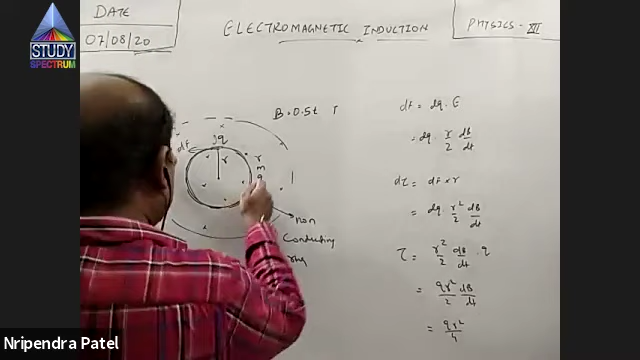 DATE
07/08/20
STUDY
SPECTRUM
ELECTROMAGNETIC INDUCTION
PHYSICS - XII
B = 0.5t T
dF
dq
r
r
m
q
non
Conducting
ring
dF = dq · E
= dq · r/2 dB/dt
dτ = dF × r
= dq · r²/2 dB/dt
τ = r²/2 dB/dt · q
= qr²/2 dB/dt
= qr²/4
Nripendra Patel